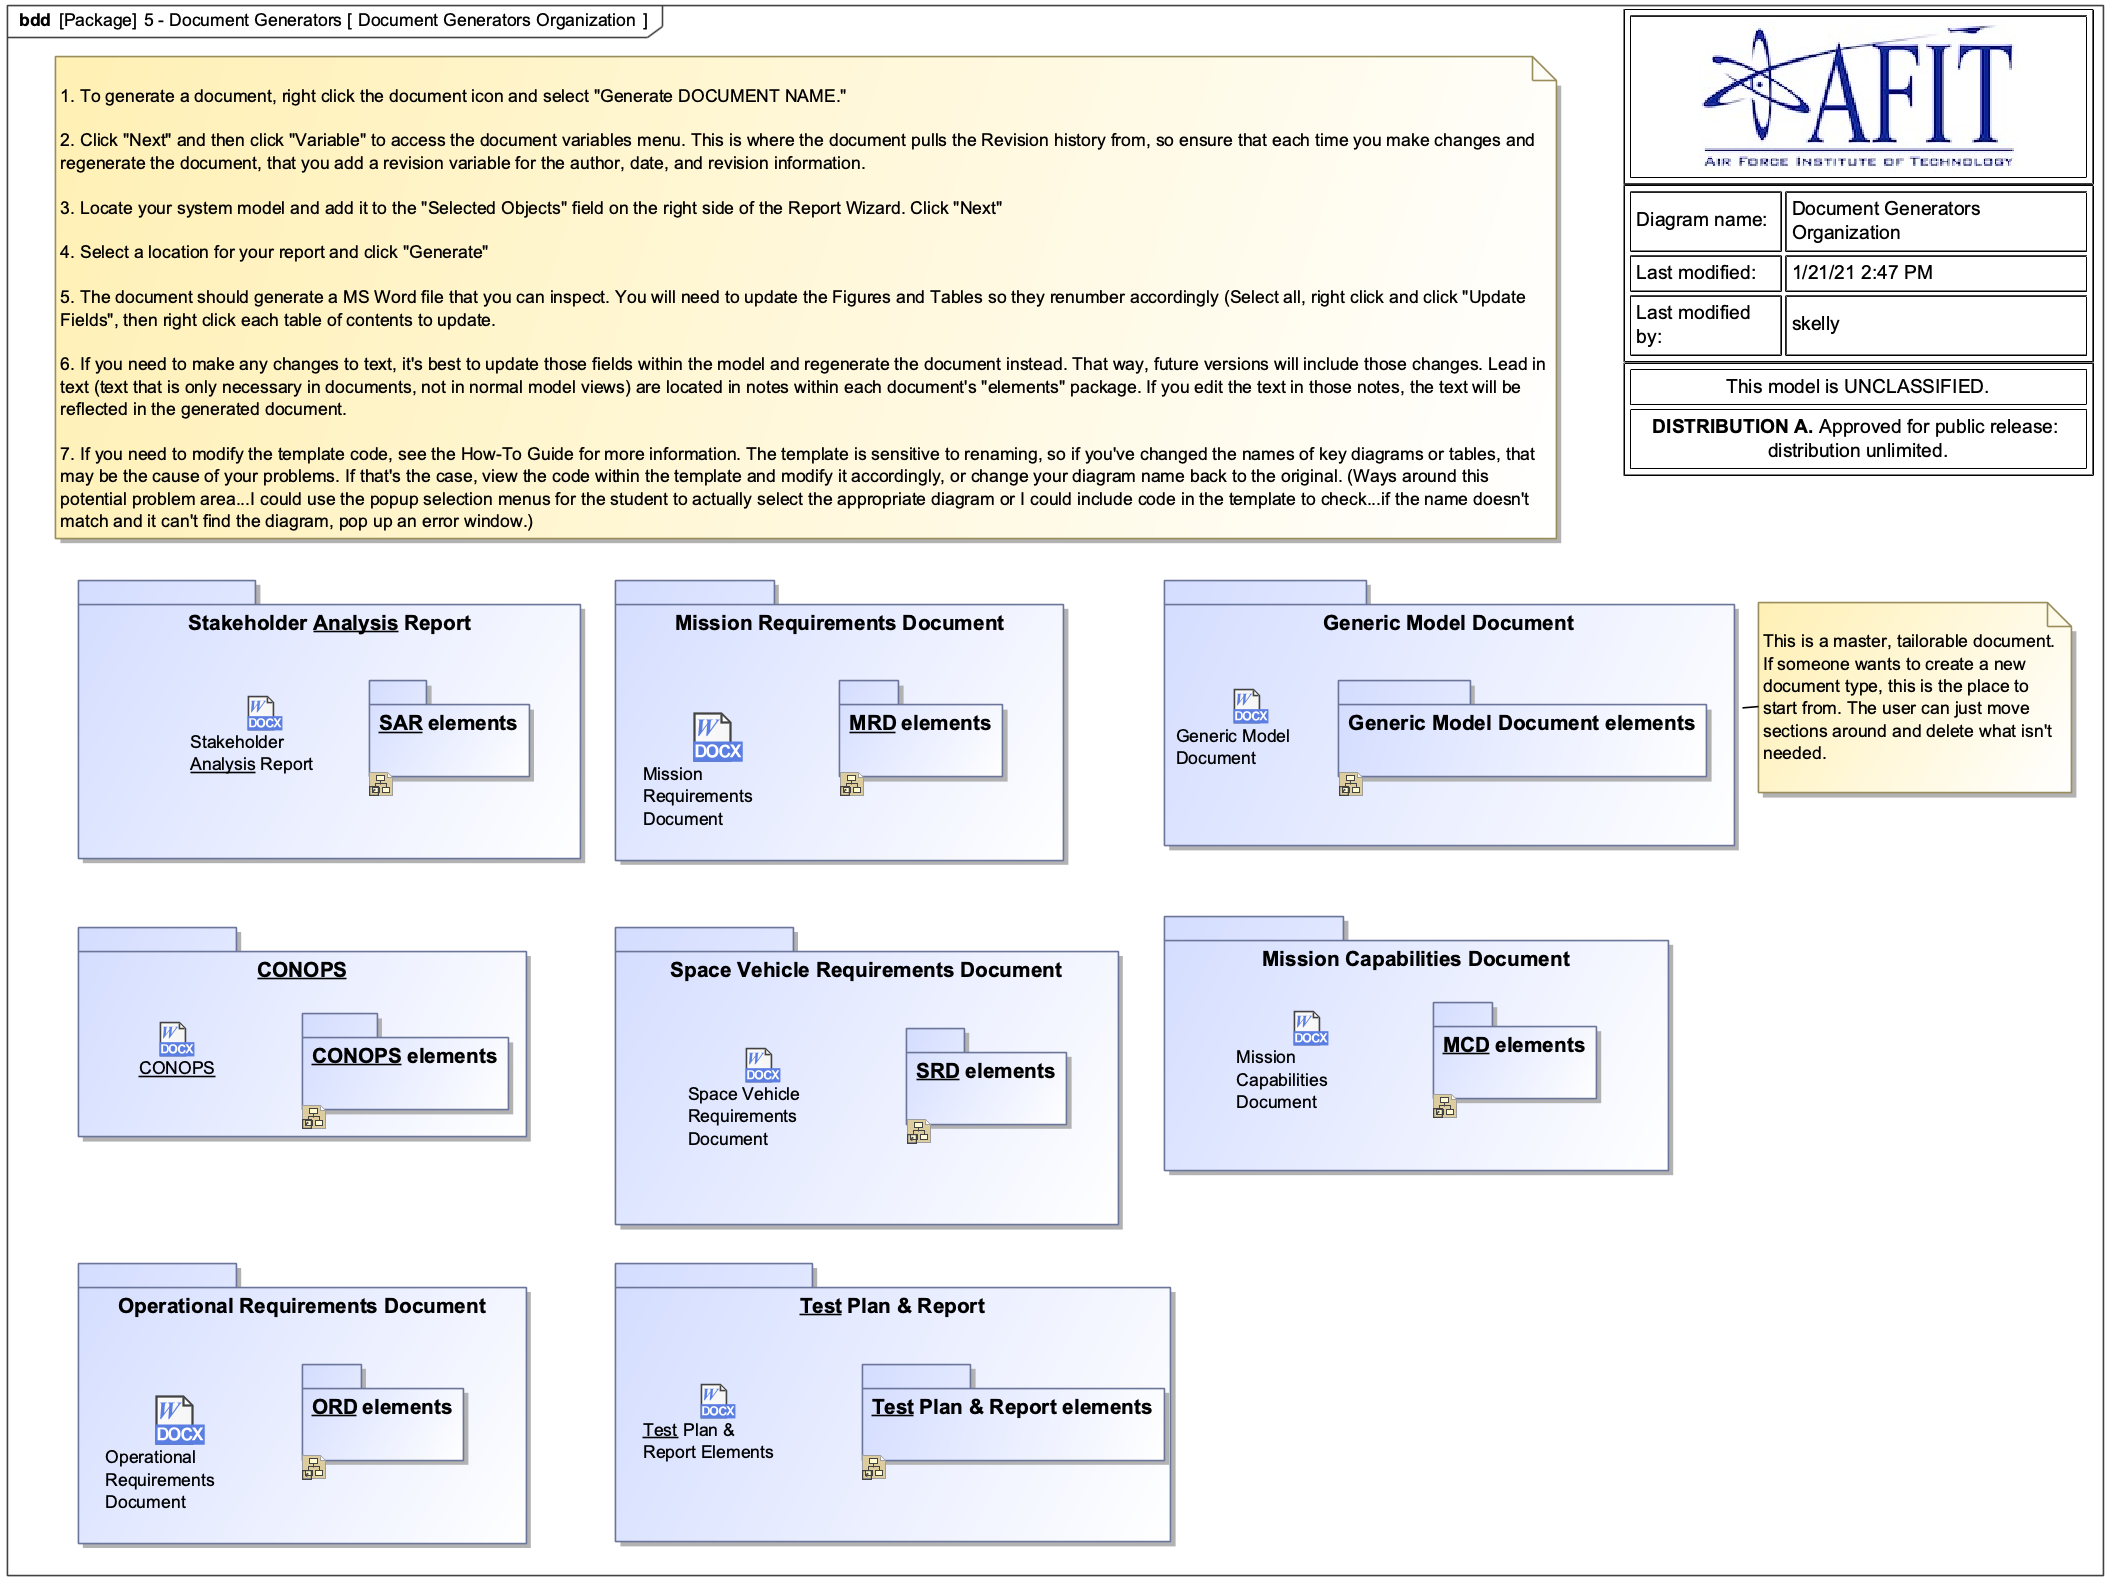 bdd [Package] 5 - Document Generators [ Document Generators Organization ]
1. To generate a document, right click the document icon and select "Generate DOCUMENT NAME."
2. Click "Next" and then click "Variable" to access the document variables menu. This is where the document pulls the Revision history from, so ensure that each time you make changes and
regenerate the document, that you add a revision variable for the author, date, and revision information.
3. Locate your system model and add it to the "Selected Objects" field on the right side of the Report Wizard. Click "Next"
4. Select a location for your report and click "Generate"
5. The document should generate a MS Word file that you can inspect. You will need to update the Figures and Tables so they renumber accordingly (Select all, right click and click "Update
Fields", then right click each table of contents to update.
6. If you need to make any changes to text, it's best to update those fields within the model and regenerate the document instead. That way, future versions will include those changes. Lead in
text (text that is only necessary in documents, not in normal model views) are located in notes within each document's "elements" package. If you edit the text in those notes, the text will be
reflected in the generated document.
7. If you need to modify the template code, see the How-To Guide for more information. The template is sensitive to renaming, so if you've changed the names of key diagrams or tables, that
may be the cause of your problems. If that's the case, view the code within the template and modify it accordingly, or change your diagram name back to the original. (Ways around this
potential problem area...I could use the popup selection menus for the student to actually select the appropriate diagram or I could include code in the template to check...if the name doesn't
match and it can't find the diagram, pop up an error window.)
AFIT
AIR FORCE INSTITUTE OF TECHNOLOGY
Diagram name:
Document Generators
Organization
Last modified:
1/21/21 2:47 PM
Last modified
by:
skelly
This model is UNCLASSIFIED.
DISTRIBUTION A. Approved for public release:
distribution unlimited.
Stakeholder Analysis Report
W
DOCX
Stakeholder
Analysis Report
SAR elements
Mission Requirements Document
W
DOCX
Mission
Requirements
Document
MRD elements
Generic Model Document
W
DOCX
Generic Model
Document
Generic Model Document elements
This is a master, tailorable document.
If someone wants to create a new
document type, this is the place to
start from. The user can just move
sections around and delete what isn't
needed.
CONOPS
W
DOCX
CONOPS
CONOPS elements
Space Vehicle Requirements Document
W
DOCX
Space Vehicle
Requirements
Document
SRD elements
Mission Capabilities Document
W
DOCX
Mission
Capabilities
Document
MCD elements
Operational Requirements Document
W
DOCX
Operational
Requirements
Document
ORD elements
Test Plan & Report
W
DOCX
Test Plan &
Report Elements
Test Plan & Report elements